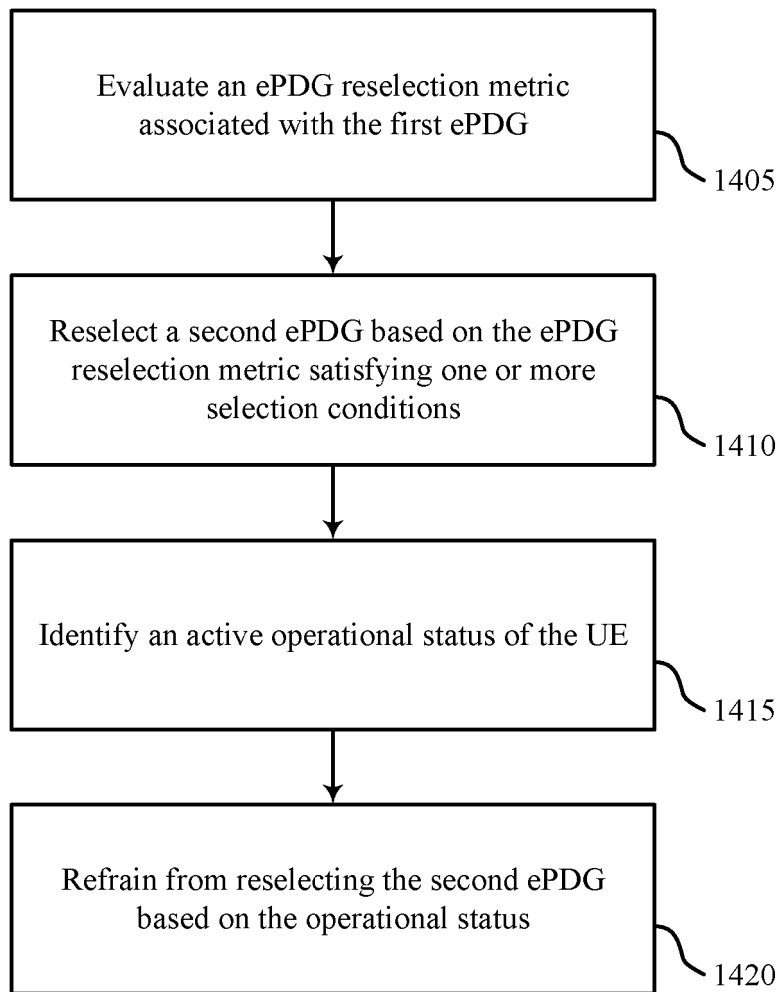 Evaluate an ePDG reselection metric
associated with the first ePDG
1405
Reselect a second ePDG based on the ePDG
reselection metric satisfying one or more
selection conditions
1410
Identify an active operational status of the UE
1415
Refrain from reselecting the second ePDG
based on the operational status
1420